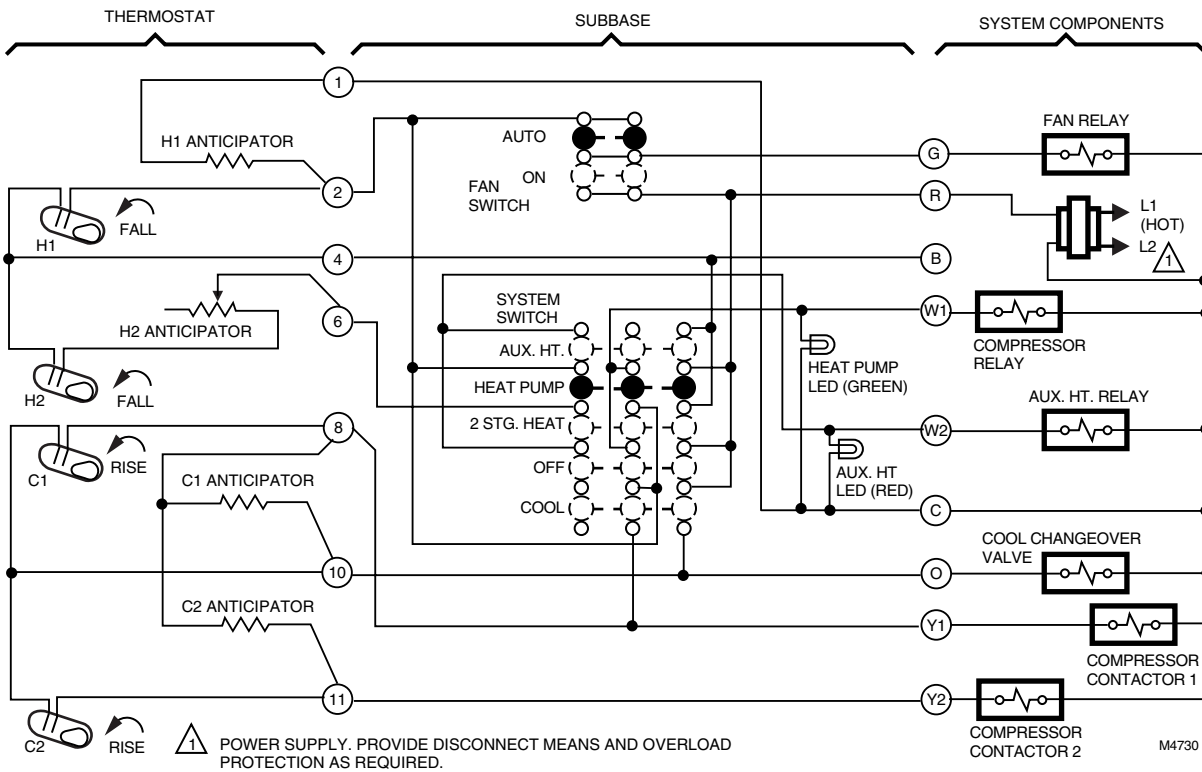 THERMOSTAT
SUBBASE
SYSTEM COMPONENTS
1
H1 ANTICIPATOR
2
H1
FALL
4
6
H2 ANTICIPATOR
H2
FALL
8
C1
RISE
C1 ANTICIPATOR
10
C2 ANTICIPATOR
11
C2
RISE
AUTO
ON
FAN
SWITCH
SYSTEM
SWITCH
AUX. HT.
HEAT PUMP
2 STG. HEAT
OFF
COOL
HEAT PUMP
LED (GREEN)
AUX. HT
LED (RED)
G
R
B
W1
W2
C
O
Y1
Y2
FAN RELAY
L1
(HOT)
L2
1
COMPRESSOR
RELAY
AUX. HT. RELAY
COOL CHANGEOVER
VALVE
COMPRESSOR
CONTACTOR 1
COMPRESSOR
CONTACTOR 2
1 POWER SUPPLY. PROVIDE DISCONNECT MEANS AND OVERLOAD
PROTECTION AS REQUIRED.
M4730